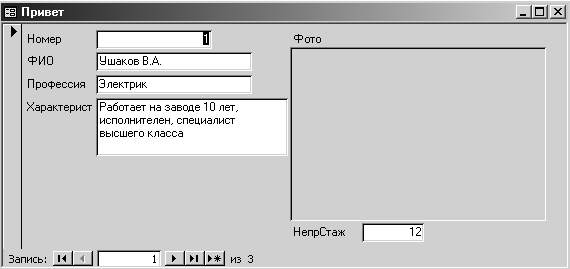 Привет
Номер 1
Фото
ФИО Ушаков В.А.
Профессия Электрик
Характерист Работает на заводе 10 лет,
исполнителен, специалист
высшего класса
НепрСтаж 12
Запись: 1 из 3